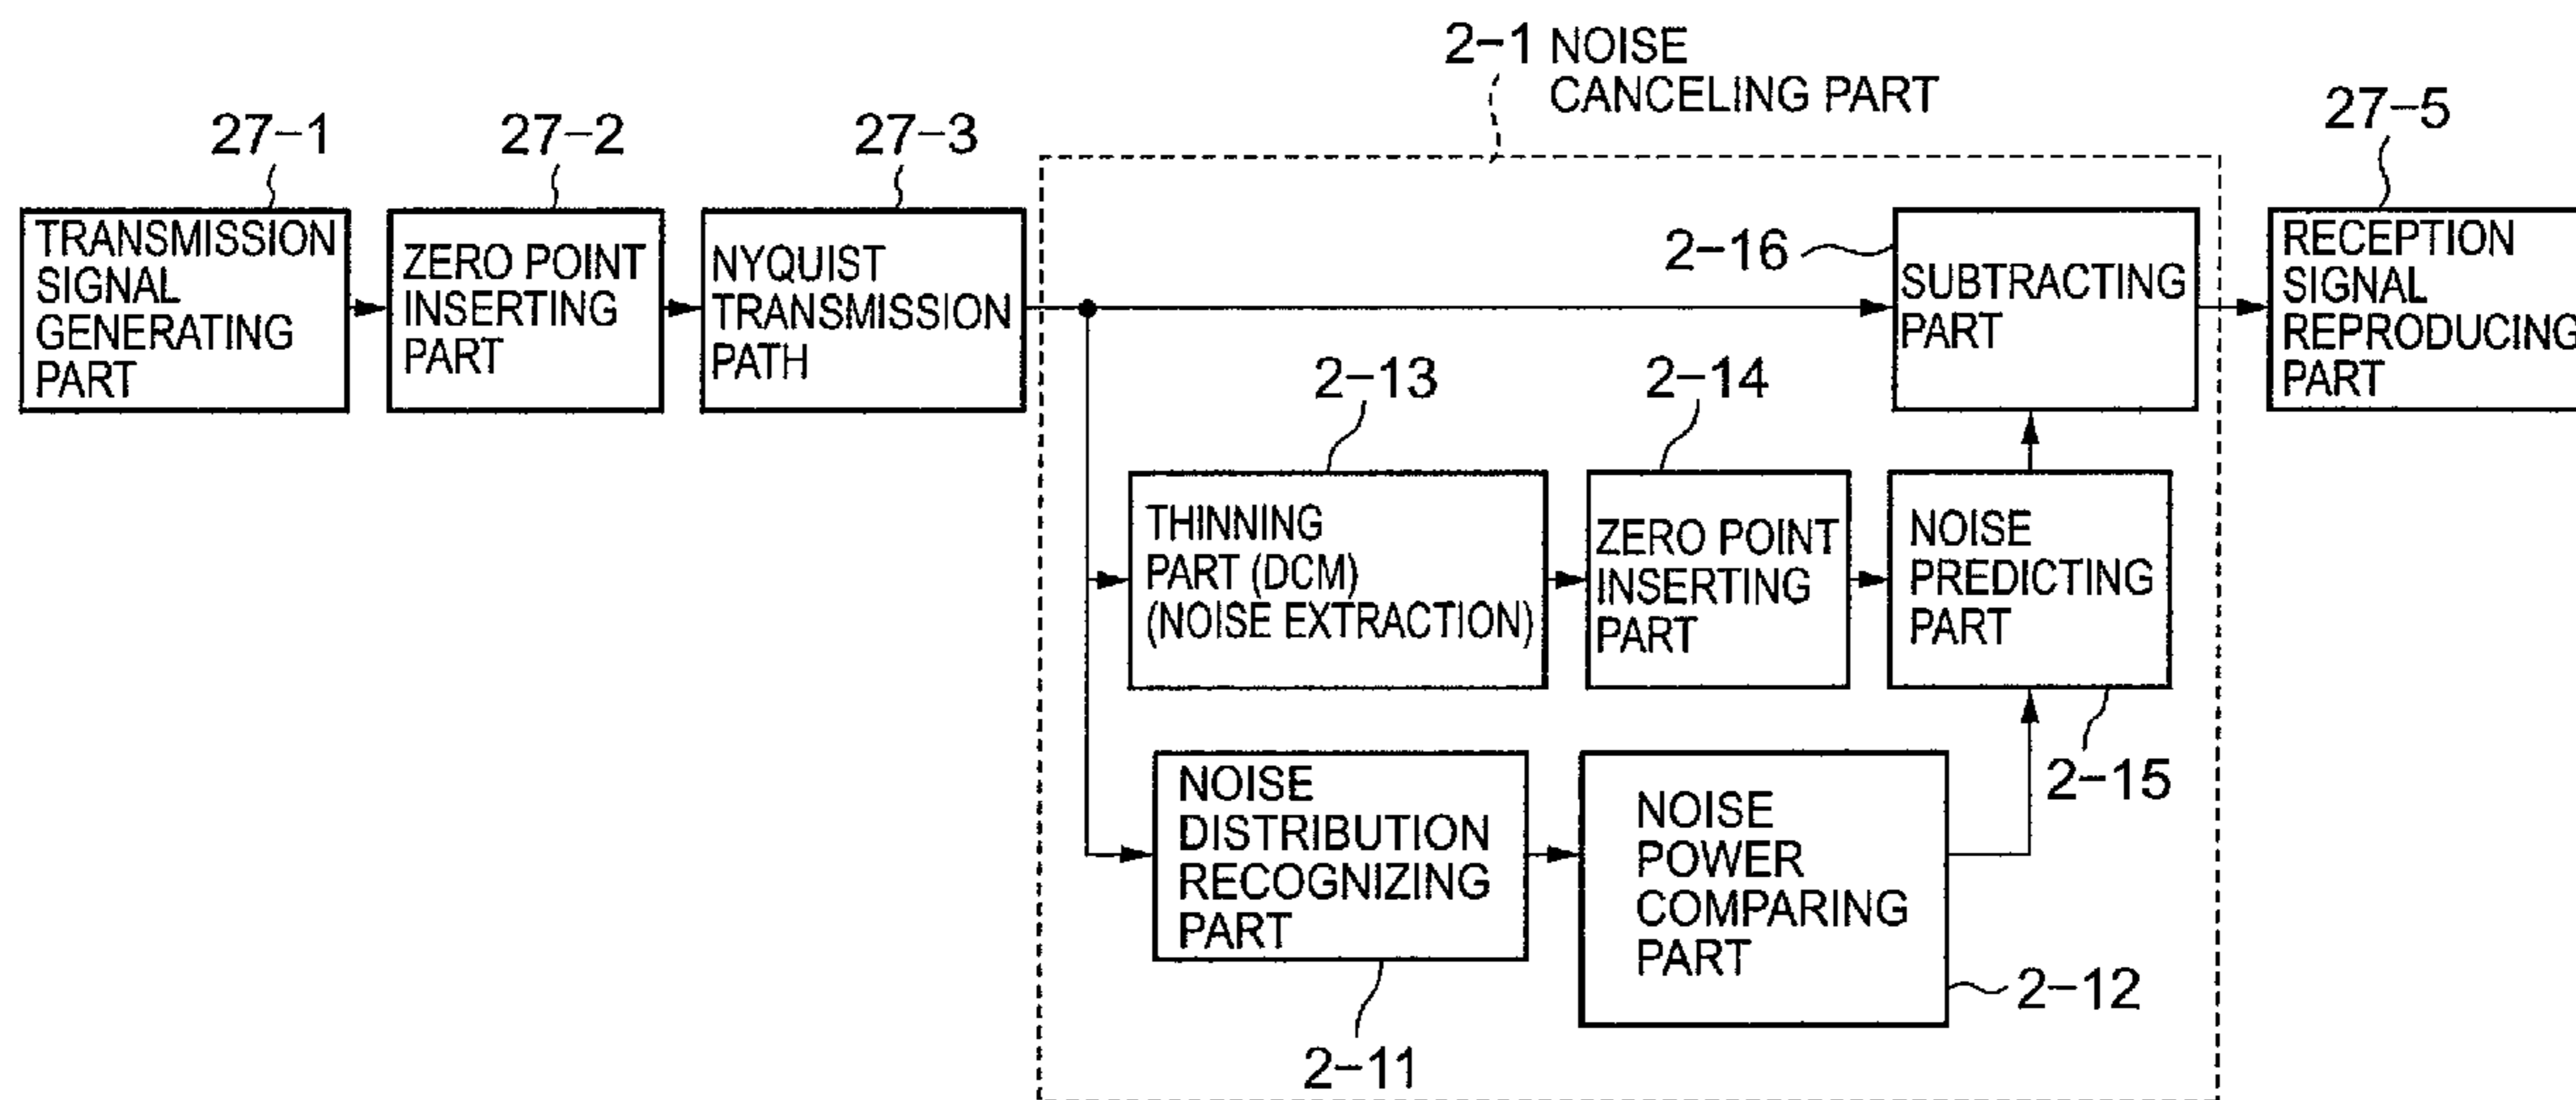 2-1 NOISE
CANCELING PART
27-1
27-2
27-3
27-5
TRANSMISSION
SIGNAL
GENERATING
PART
ZERO POINT
INSERTING
PART
NYQUIST
TRANSMISSION
PATH
2-16
SUBTRACTING
PART
RECEPTION
SIGNAL
REPRODUCING
PART
2-13
2-14
THINNING
PART (DCM)
(NOISE EXTRACTION)
ZERO POINT
INSERTING
PART
NOISE
PREDICTING
PART
2-15
NOISE
DISTRIBUTION
RECOGNIZING
PART
NOISE
POWER
COMPARING
PART
2-12
2-11